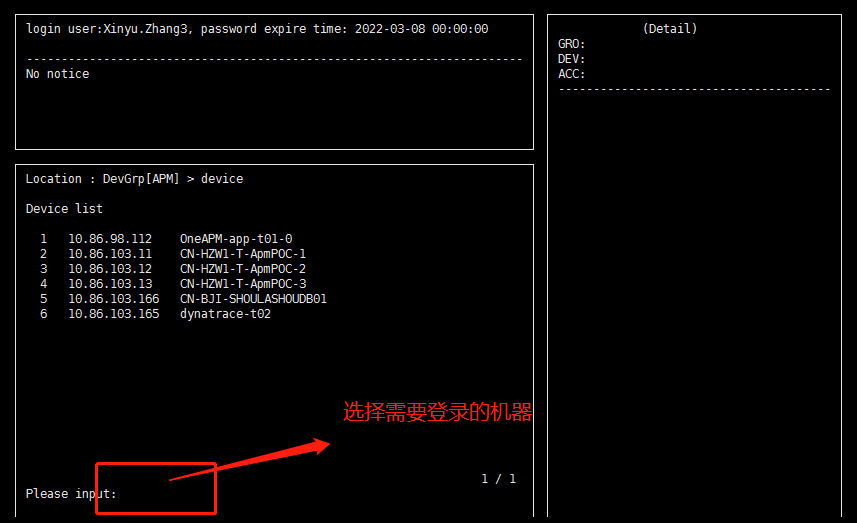 login user:Xinyu.Zhang3, password expire time: 2022-03-08 00:00:00
-----------------------------------------------------------------------
No notice
Location : DevGrp[APM] > device
Device list
1 10.86.98.112 OneAPM-app-t01-0
2 10.86.103.11 CN-HZW1-T-ApmPOC-1
3 10.86.103.12 CN-HZW1-T-ApmPOC-2
4 10.86.103.13 CN-HZW1-T-ApmPOC-3
5 10.86.103.166 CN-BJI-SHOULASHOUDB01
6 10.86.103.165 dynatrace-t02
选择需要登录的机器
1 / 1
Please input:
(Detail)
GRO:
DEV:
ACC:
---------------------------------------